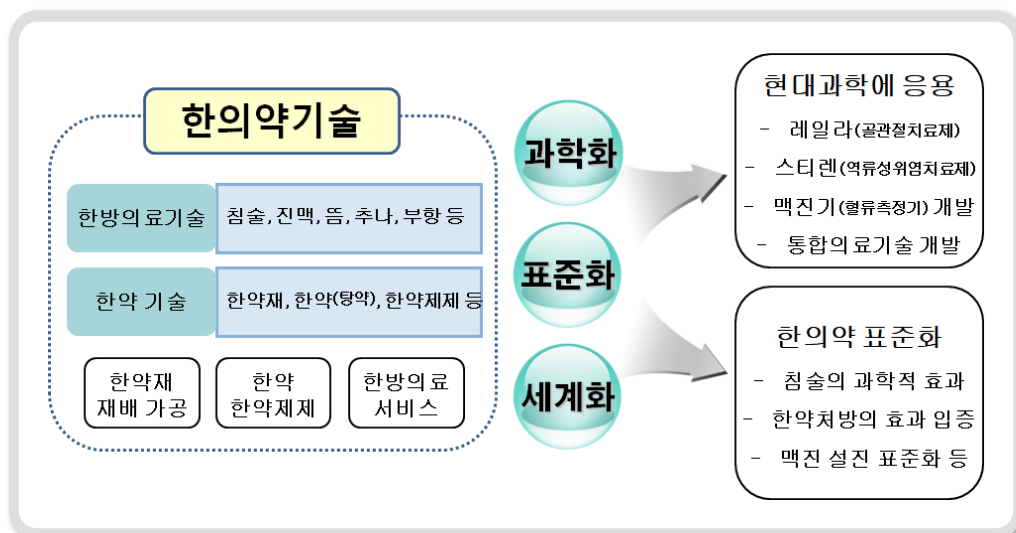 한의약기술
한방의료기술
침술, 진맥, 뜸, 추나, 부항 등
한약 기술
한약재, 한약(탕약), 한약제제 등
한약재
재배 가공
한약
한약제제
한방의료
서비스
과학화
표준화
세계화
현대과학에 응용
- 레일라(골관절치료제)
- 스티렌(역류성위염치료제)
- 맥진기(혈류측정기) 개발
- 통합의료기술 개발
한의약 표준화
- 침술의 과학적 효과
- 한약처방의 효과 입증
- 맥진 설진 표준화 등